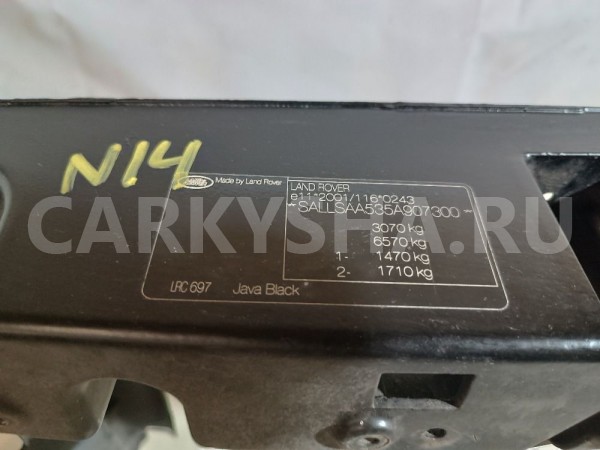 N14
Made by Land Rover
LAND ROVER
e11*2001/116*0243
-SALLSAA535A907300-
3070 kg
6570 kg
1- 1470 kg
2- 1710 kg
LRC 697 Java Black
CARKYSHA.RU